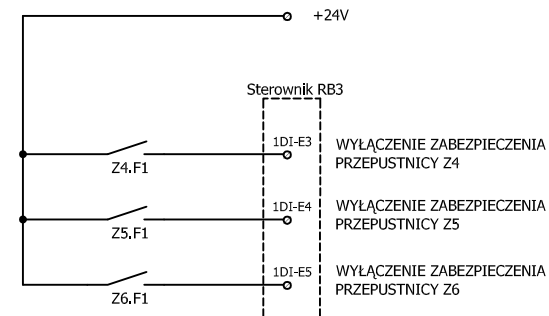 +24V
Sterownik RB3
1DI-E3
WYŁĄCZENIE ZABEZPIECZENIA
PRZEPUSTNICY Z4
Z4.F1
1DI-E4
WYŁĄCZENIE ZABEZPIECZENIA
PRZEPUSTNICY Z5
Z5.F1
1DI-E5
WYŁĄCZENIE ZABEZPIECZENIA
PRZEPUSTNICY Z6
Z6.F1